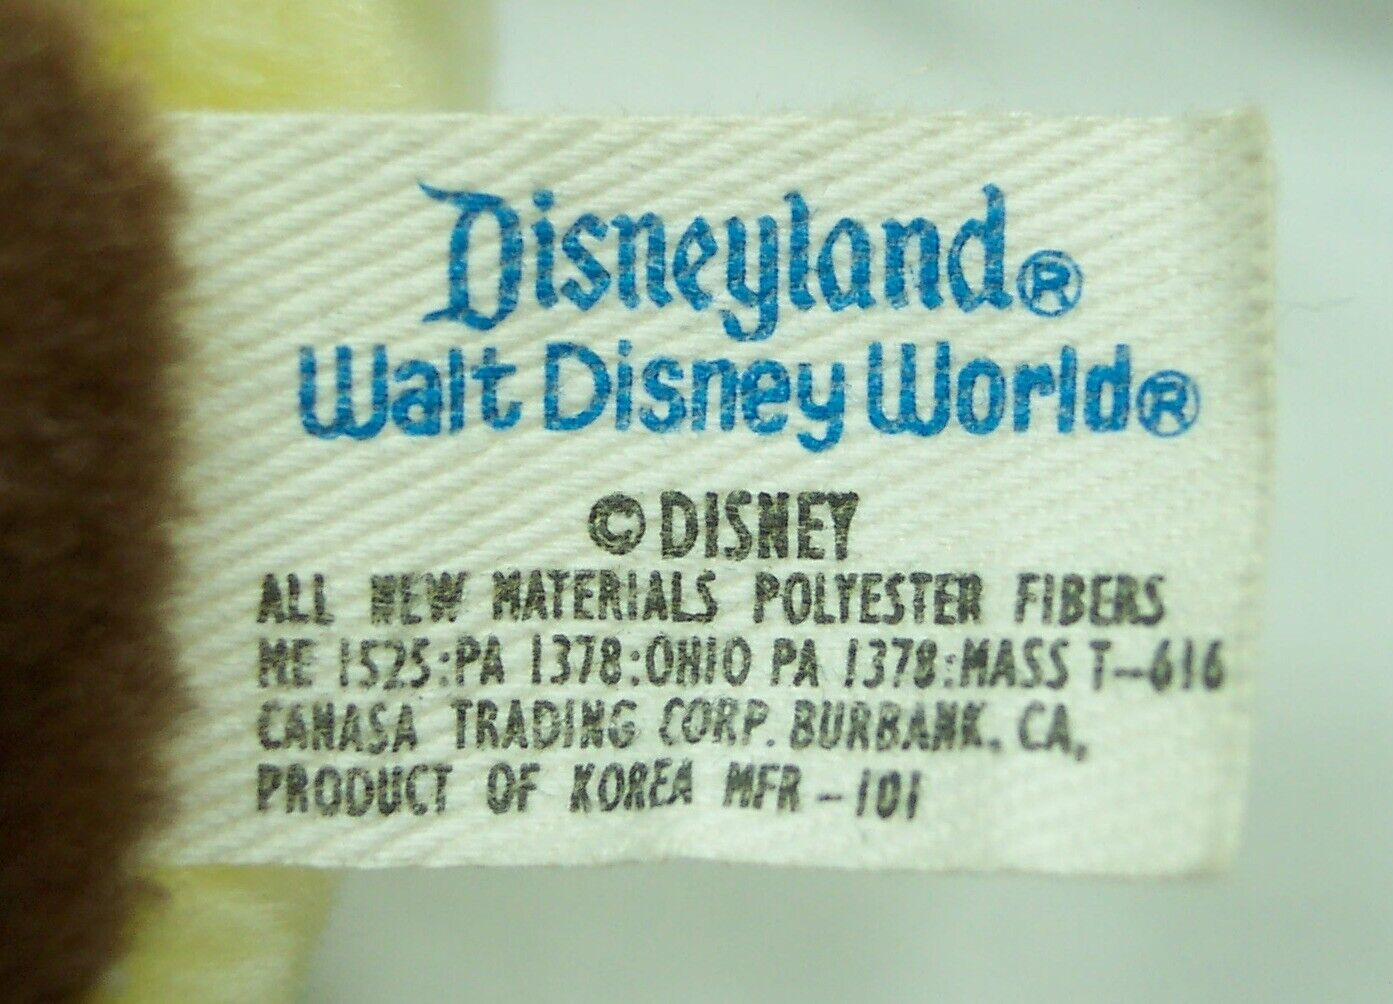 Disneyland®
Walt Disney World®
© DISNEY
ALL NEW MATERIALS POLYESTER FIBERS
ME 1525:PA 1378:OHIO PA 1378:MASS T-616
CANASA TRADING CORP. BURBANK, CA,
PRODUCT OF KOREA MFR-101